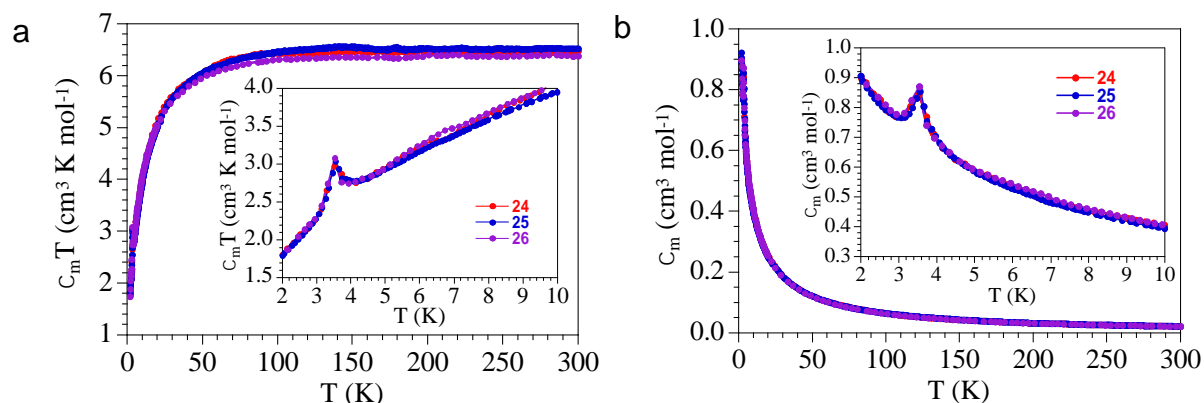 a
7
6
5
4
3
2
1
C_mT (cm³ K mol⁻¹)
0 50 100 150 200 250 300
T (K)
4.0
3.5
3.0
2.5
2.0
1.5
C_mT (cm³ K mol⁻¹)
24
25
26
2 3 4 5 6 7 8 9 10
T (K)
b
1.0
0.8
0.6
0.4
0.2
0.0
C_m (cm³ mol⁻¹)
0 50 100 150 200 250 300
T (K)
1.0
0.9
0.8
0.7
0.6
0.5
0.4
0.3
C_m (cm³ mol⁻¹)
24
25
26
2 3 4 5 6 7 8 9 10
T (K)